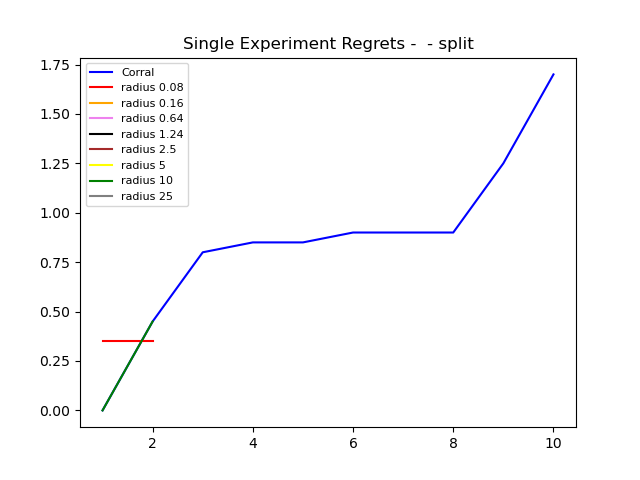 Single Experiment Regrets -  - split
1.75
1.50
1.25
1.00
0.75
0.50
0.25
0.00
Corral
radius 0.08
radius 0.16
radius 0.64
radius 1.24
radius 2.5
radius 5
radius 10
radius 25
2 4 6 8 10